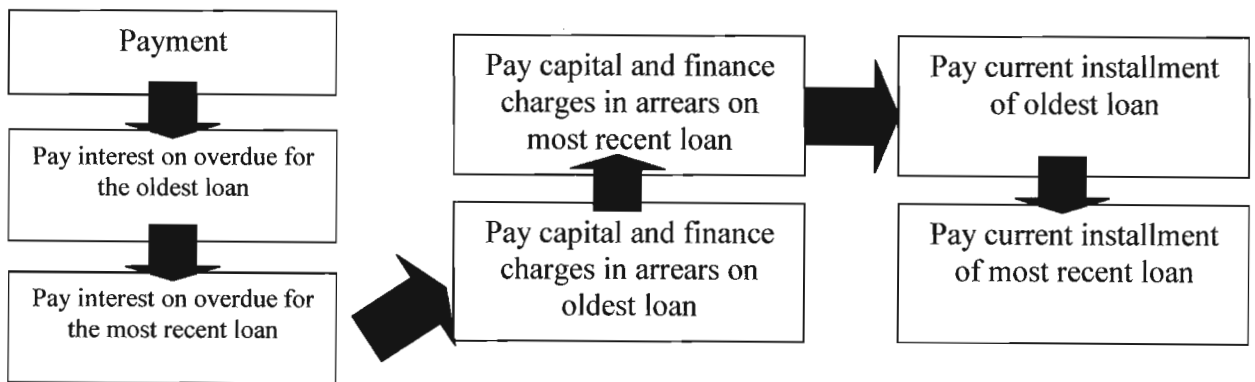 Payment
Pay interest on overdue for
the oldest loan
Pay interest on overdue for
the most recent loan
Pay capital and finance
charges in arrears on
oldest loan
Pay capital and finance
charges in arrears on
most recent loan
Pay current installment
of oldest loan
Pay current installment
of most recent loan